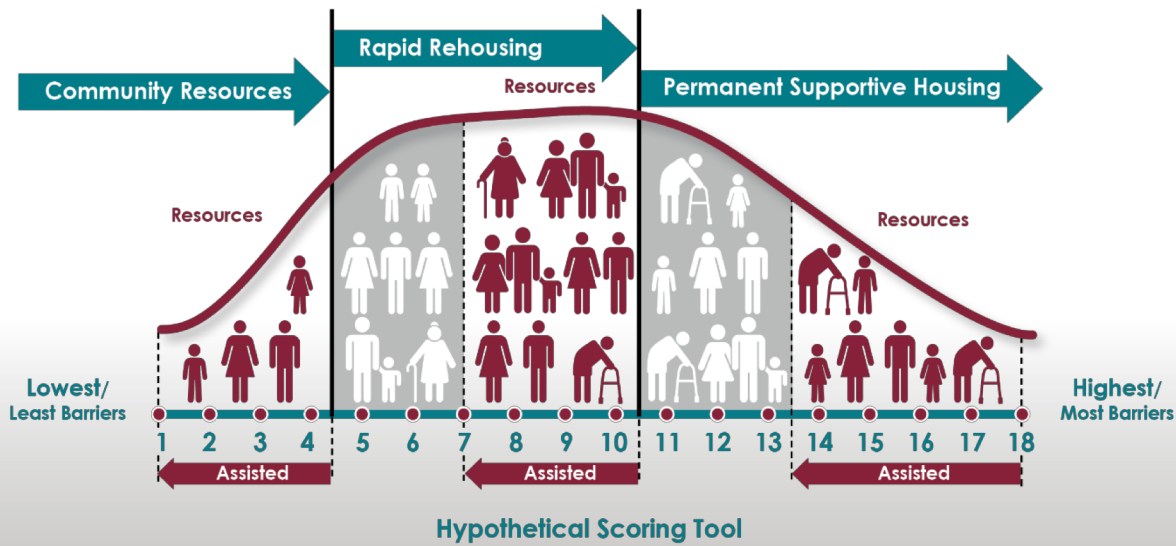 Rapid Rehousing
Community Resources
Permanent Supportive Housing
Resources
Resources
Resources
Lowest/
Least Barriers
Highest/
Most Barriers
1 2 3 4 5 6 7 8 9 10 11 12 13 14 15 16 17 18
Assisted Assisted Assisted
Hypothetical Scoring Tool